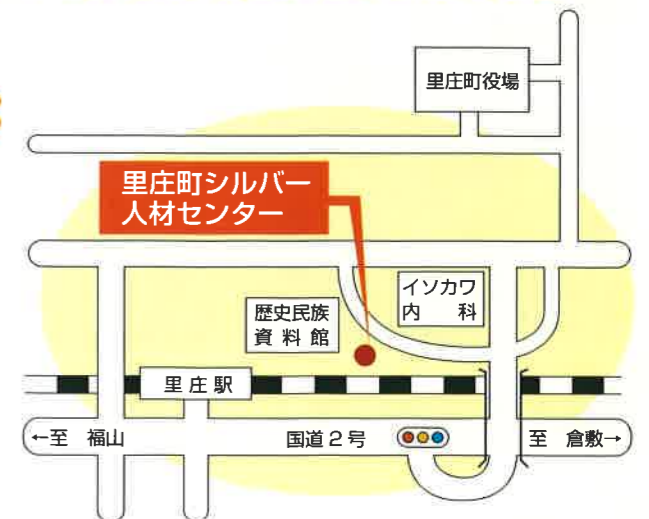 里庄町役場
里庄町シルバー
人材センター
イソカワ
内　科
歴史民族
資 料 館
里 庄 駅
←至　福山
国道２号
至　倉敷→